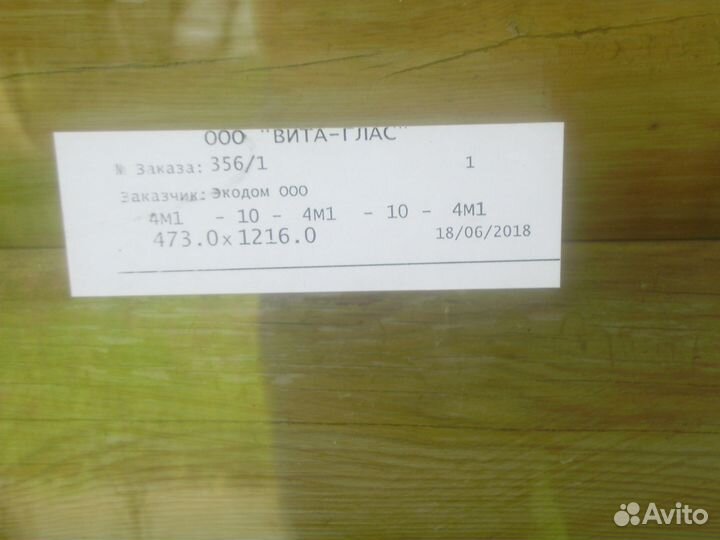 ООО "ВИТА-ГЛАС"
№ Заказа: 356/1 1
Заказчик: Экодом ООО
4М1 - 10 - 4М1 - 10 - 4М1
473.0x1216.0 18/06/2018
Avito